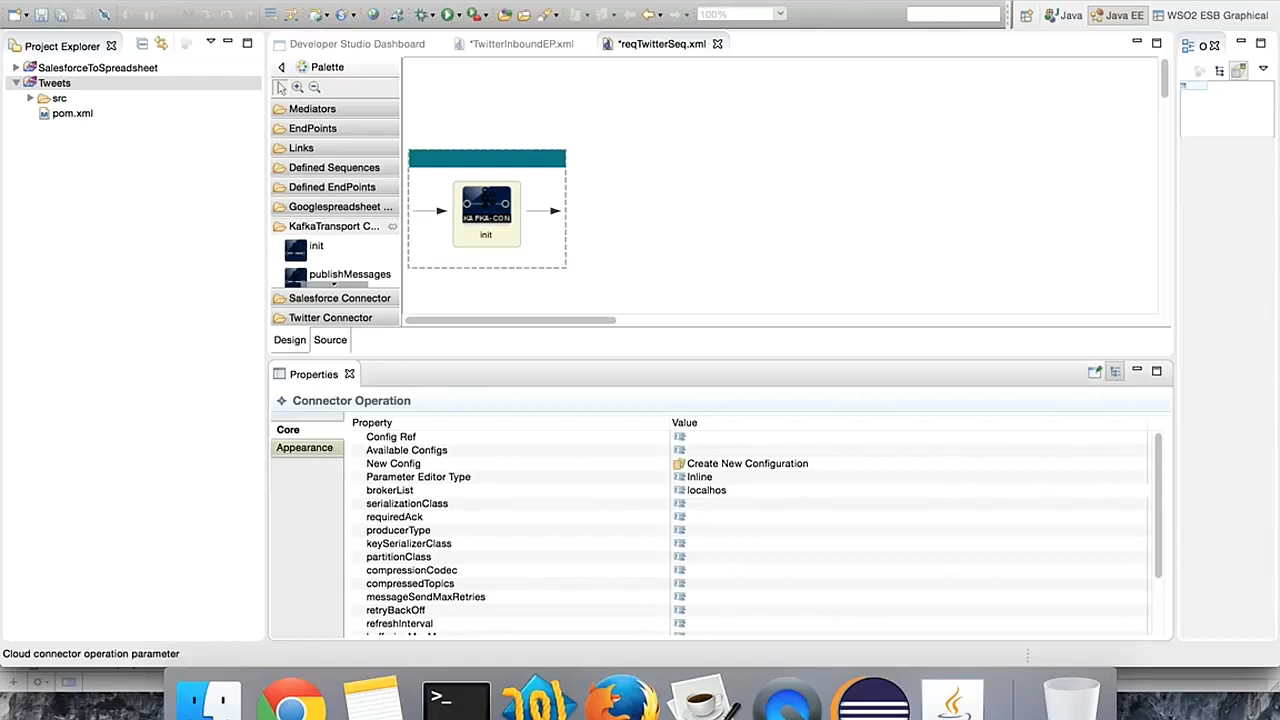 100%
Java
Java EE
WSO2 ESB Graphical
Project Explorer
SalesforceToSpreadsheet
Tweets
src
pom.xml
Developer Studio Dashboard
*TwitterInboundEP.xml
*reqTwitterSeq.xml
O
Palette
Mediators
EndPoints
Links
Defined Sequences
Defined EndPoints
Googlespreadsheet ...
KafkaTransport C...
init
publishMessages
Salesforce Connector
Twitter Connector
KAFKA-CON
init
Design
Source
Properties
Connector Operation
Core
Appearance
Property Value
Config Ref
Available Configs
New Config Create New Configuration
Parameter Editor Type Inline
brokerList localhos
serializationClass
requiredAck
producerType
keySerializerClass
partitionClass
compressionCodec
compressedTopics
messageSendMaxRetries
retryBackOff
refreshInterval
Cloud connector operation parameter
>_
101